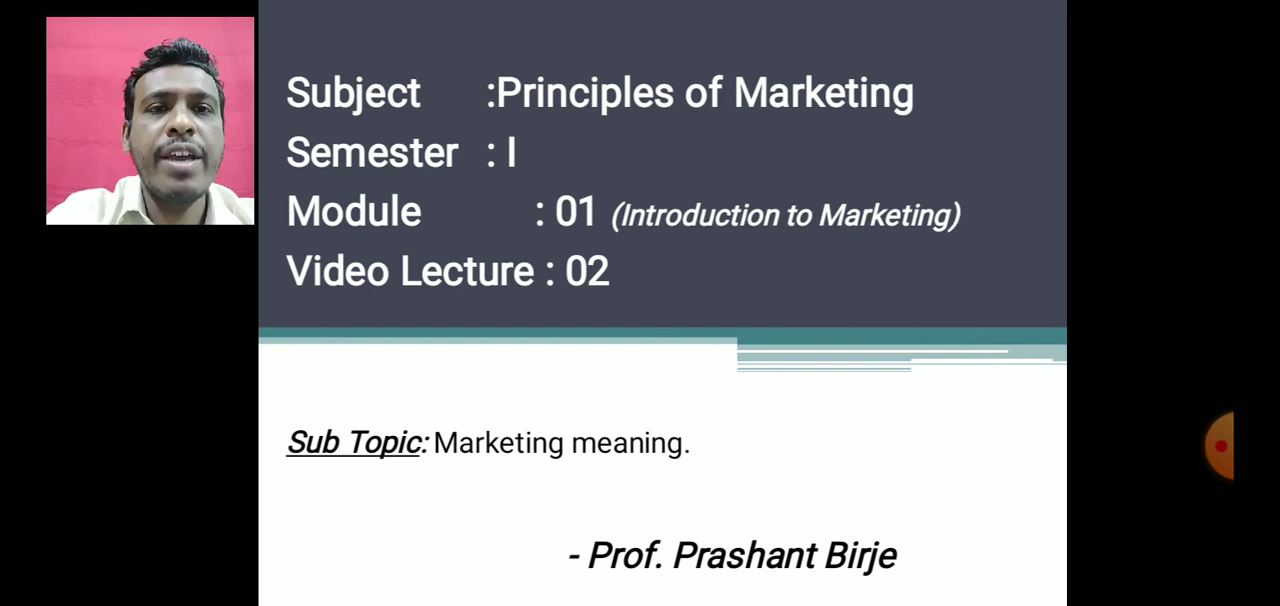 Subject :Principles of Marketing
Semester : I
Module : 01 (Introduction to Marketing)
Video Lecture : 02
Sub Topic: Marketing meaning.
- Prof. Prashant Birje